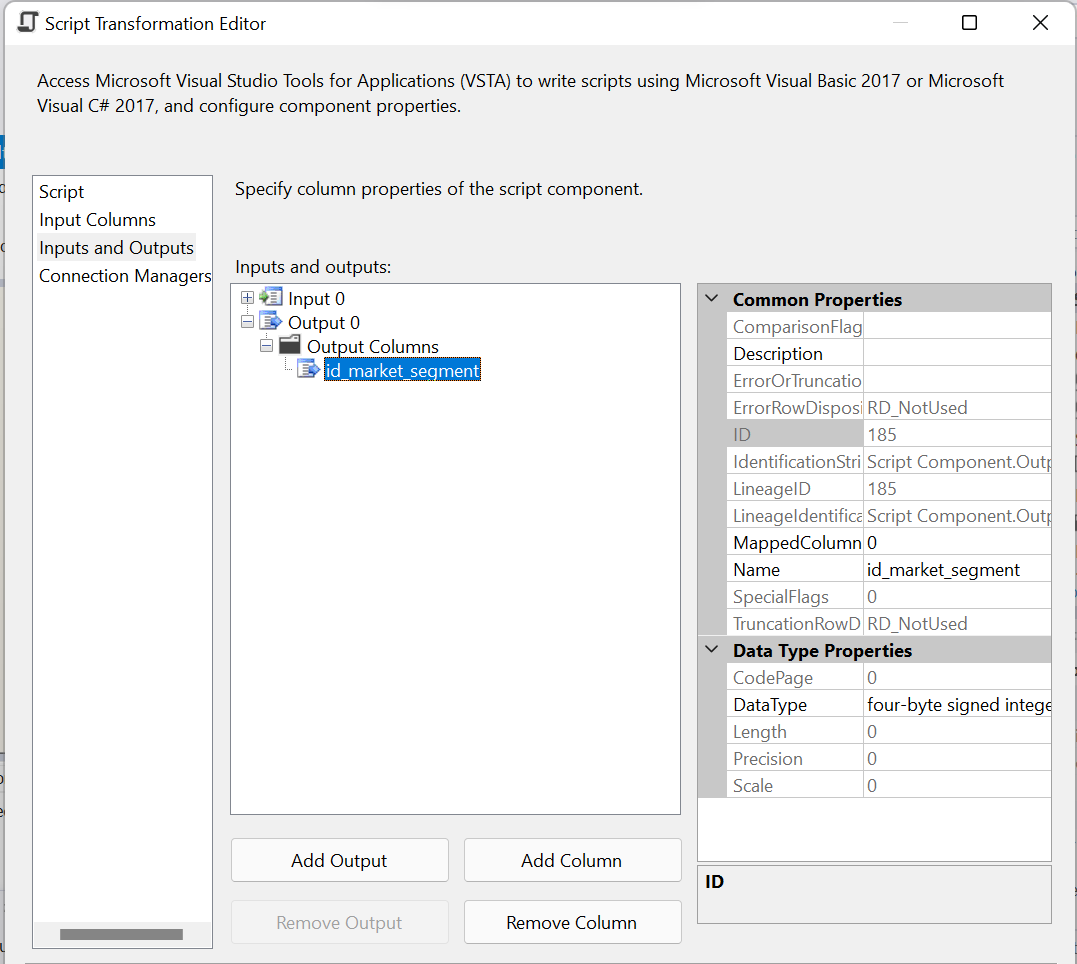 Script Transformation Editor
Access Microsoft Visual Studio Tools for Applications (VSTA) to write scripts using Microsoft Visual Basic 2017 or Microsoft
Visual C# 2017, and configure component properties.
Script
Input Columns
Inputs and Outputs
Connection Managers
Specify column properties of the script component.
Inputs and outputs:
Input 0
Output 0
Output Columns
id_market_segment
Common Properties
ComparisonFlag
Description
ErrorOrTruncatio
ErrorRowDisposi RD_NotUsed
ID 185
IdentificationStri Script Component.Outp
LineageID 185
LineageIdentifica Script Component.Outp
MappedColumn 0
Name id_market_segment
SpecialFlags 0
TruncationRowD RD_NotUsed
Data Type Properties
CodePage 0
DataType four-byte signed intege
Length 0
Precision 0
Scale 0
Add Output Add Column
Remove Output Remove Column
ID